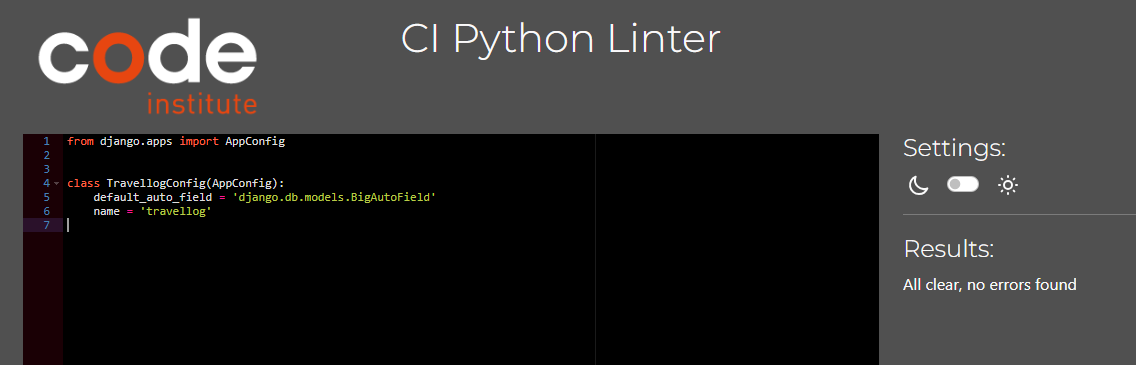 code
institute
CI Python Linter
1 from django.apps import AppConfig
2
3
4 class TravellogConfig(AppConfig):
5     default_auto_field = 'django.db.models.BigAutoField'
6     name = 'travellog'
7
Settings:
Results:
All clear, no errors found